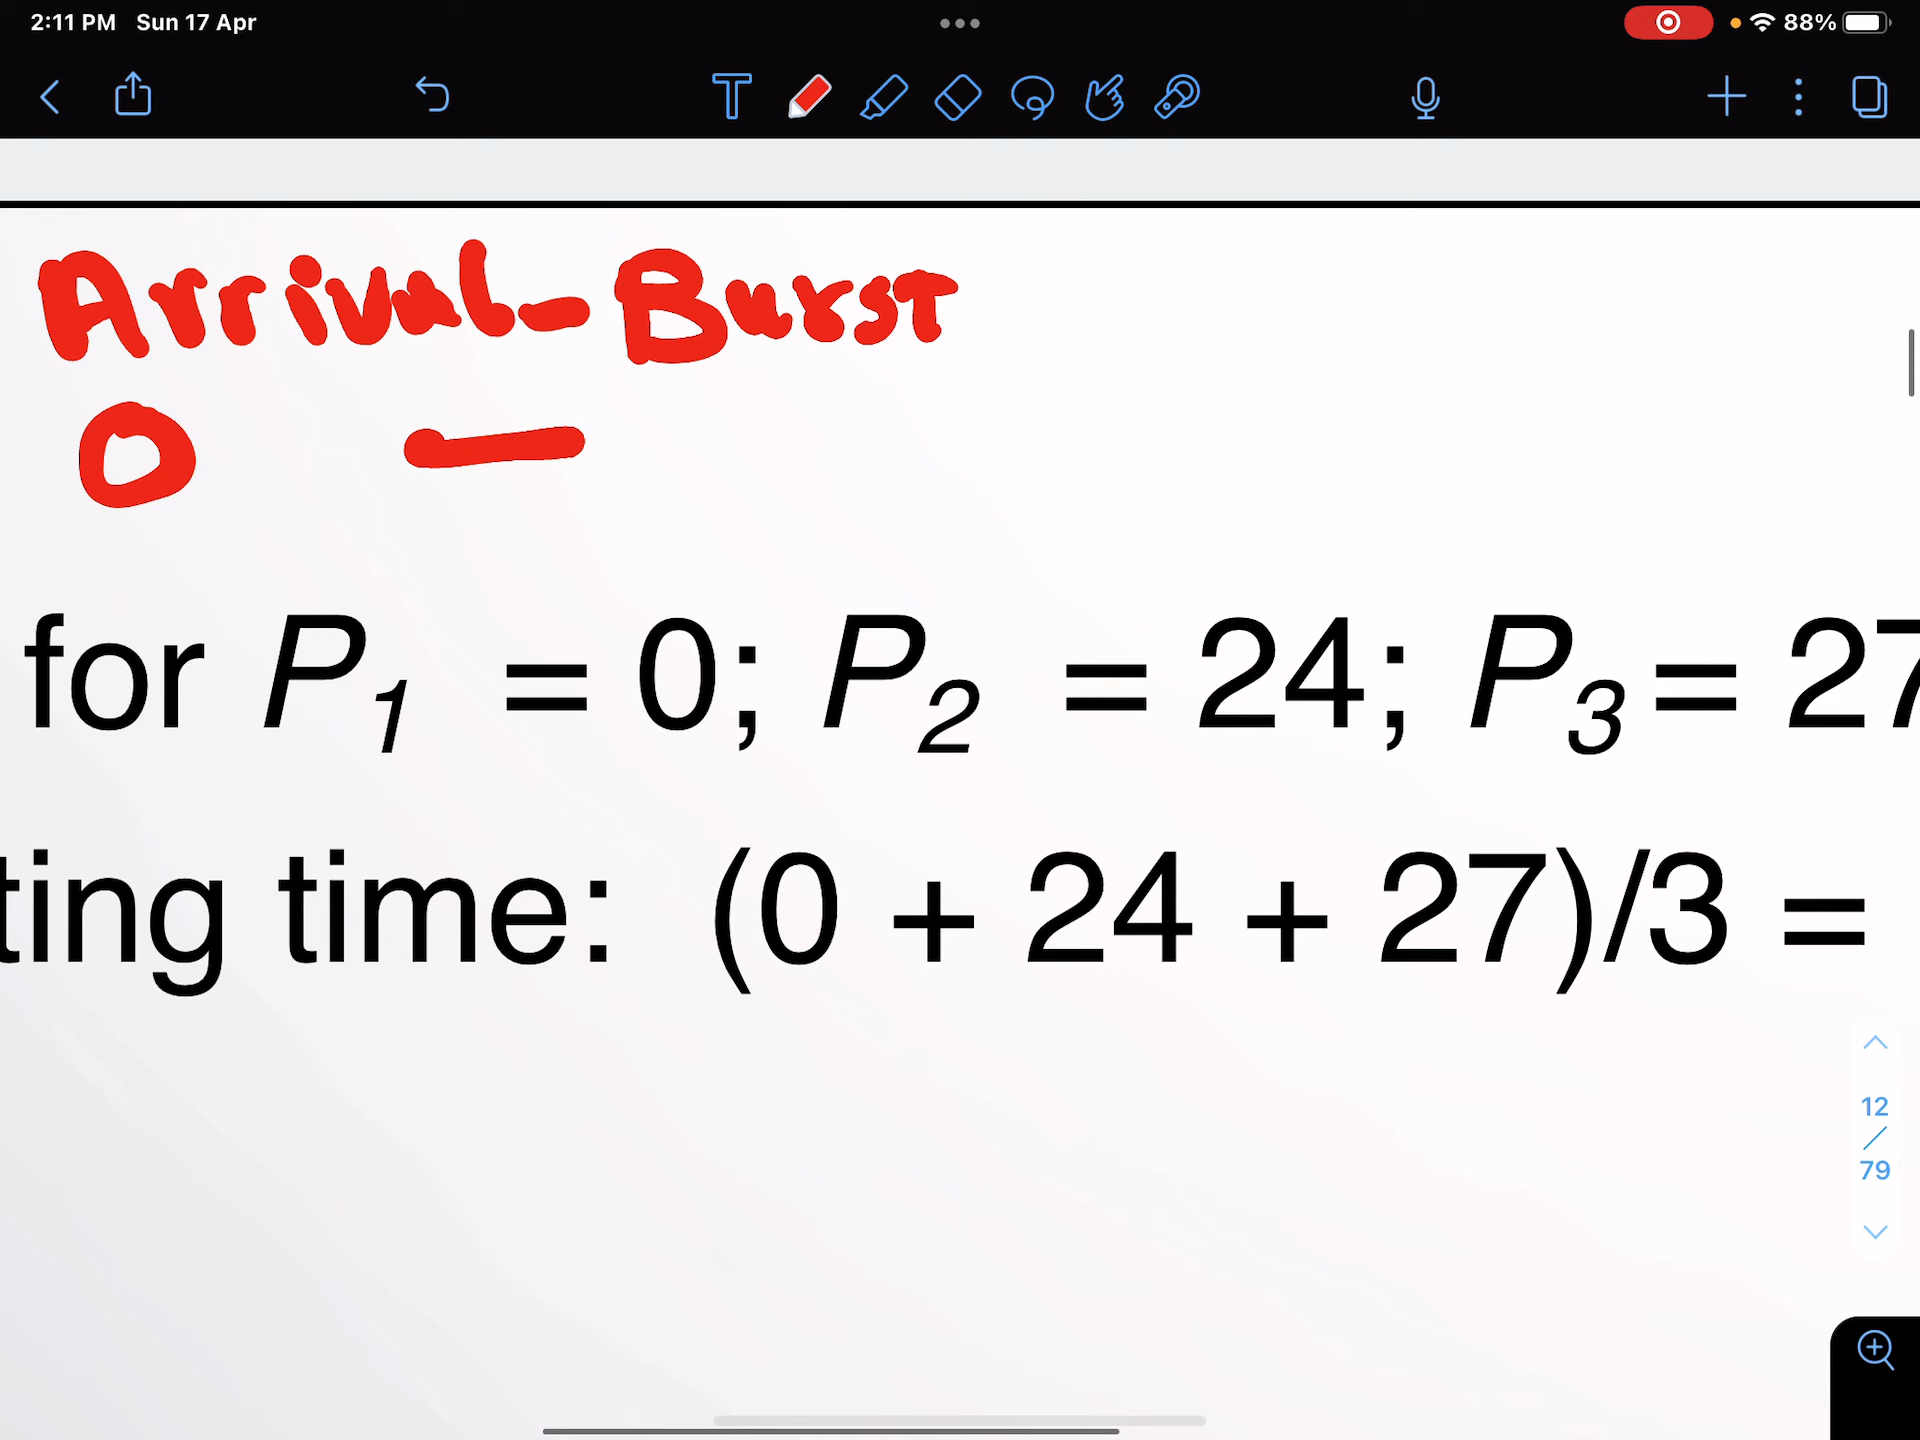 2:11 PM Sun 17 Apr
88%
T
Arrival-Burst
0 —
for P₁ = 0; P₂ = 24; P₃ = 27
ting time: (0 + 24 + 27)/3 =
12
/
79